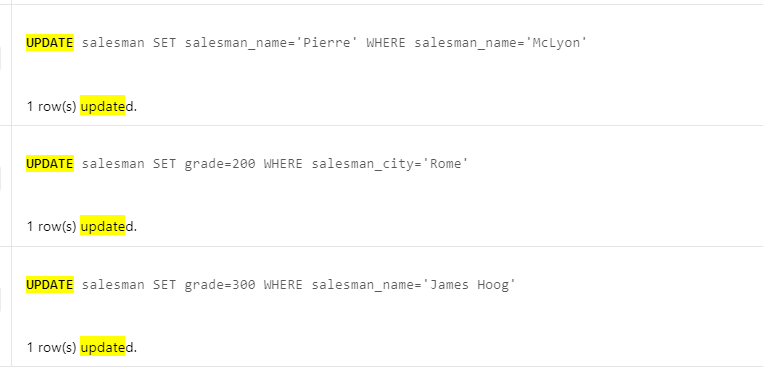 UPDATE salesman SET salesman_name='Pierre' WHERE salesman_name='McLyon'
1 row(s) updated.
UPDATE salesman SET grade=200 WHERE salesman_city='Rome'
1 row(s) updated.
UPDATE salesman SET grade=300 WHERE salesman_name='James Hoog'
1 row(s) updated.